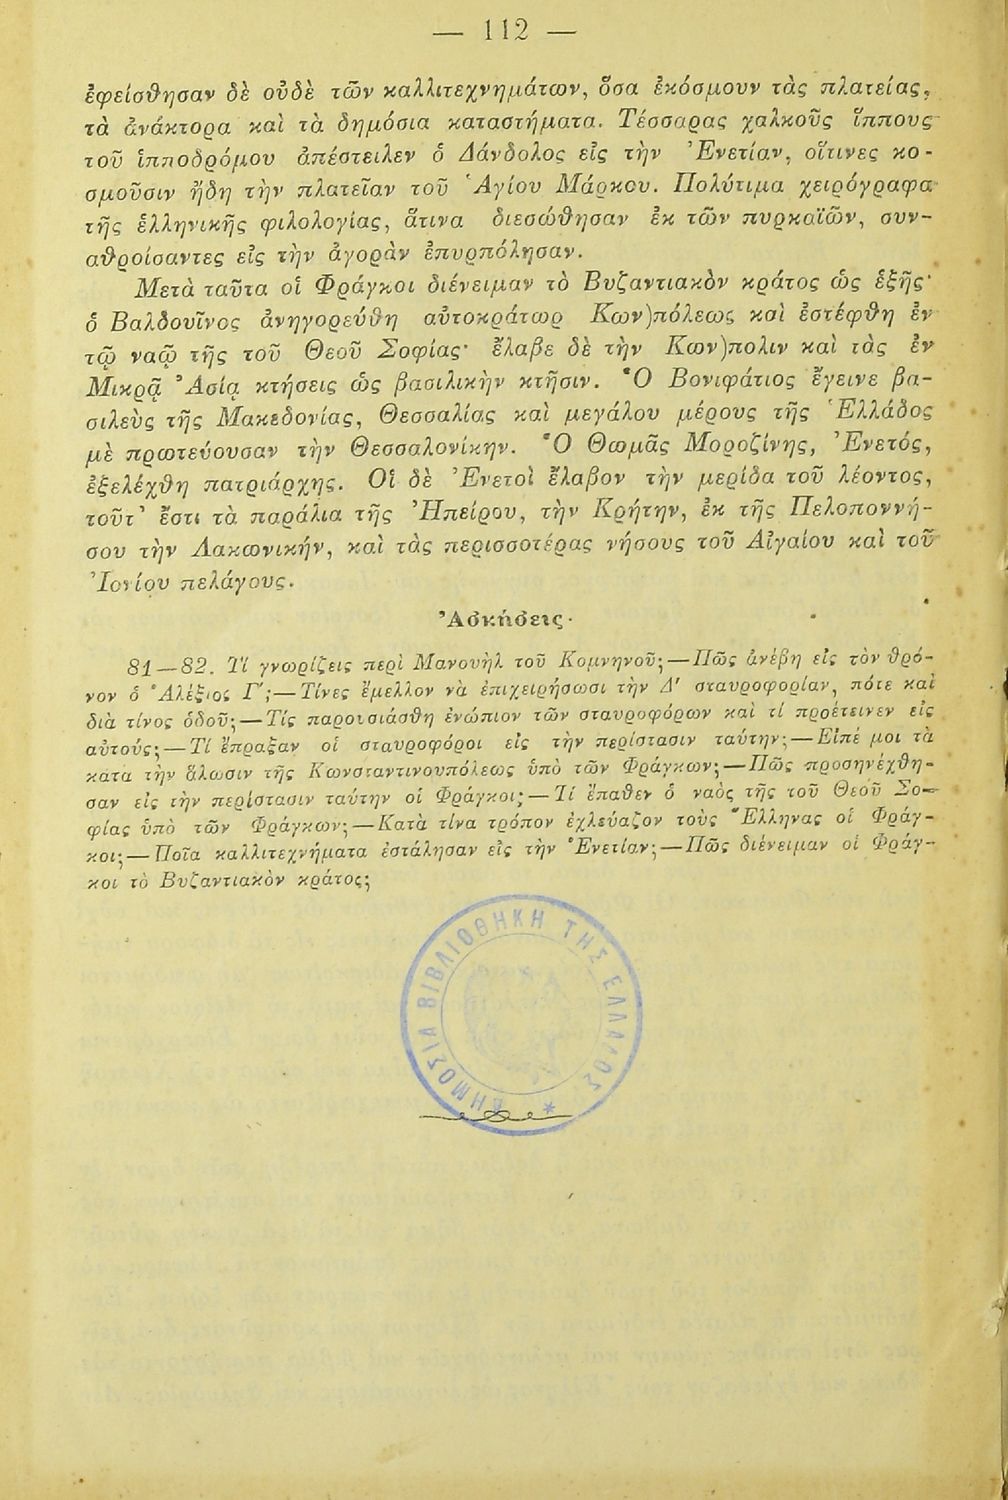 — 112 —
ἐφείσθησαν δὲ οὐδὲ τῶν καλλιτεχνημάτων, ὅσα ἐκόσμουν τὰς πλατείας,
τὰ ἀνάκτορα καὶ τὰ δημόσια καταστήματα. Τέσσαρας χαλκοῦς ἵππους
τοῦ ἱπποδρόμου ἀπέστειλεν ὁ Δάνδολος εἰς τὴν Ἐνετίαν, οἵτινες κο-
σμοῦσιν ἤδη τὴν πλατεῖαν τοῦ Ἁγίου Μάρκου. Πολύτιμα χειρόγραφα
τῆς ἑλληνικῆς φιλολογίας, ἅτινα διεσώθησαν ἐκ τῶν πυρκαϊῶν, συν-
αθροίσαντες εἰς τὴν ἀγορὰν ἐπυρπόλησαν.
Μετὰ ταῦτα οἱ Φράγκοι διένειμαν τὸ Βυζαντιακὸν κράτος ὡς ἑξῆς·
ὁ Βαλδουῖνος ἀνηγορεύθη αὐτοκράτωρ Κων)πόλεως καὶ ἐστέφθη ἐν
τῷ ναῷ τῆς τοῦ Θεοῦ Σοφίας· ἔλαβε δὲ τὴν Κων)πολιν καὶ τὰς ἐν
Μικρᾷ Ἀσίᾳ κτήσεις ὡς βασιλικὴν κτῆσιν. Ὁ Βονιφάτιος ἔγεινε βα-
σιλεὺς τῆς Μακεδονίας, Θεσσαλίας καὶ μεγάλου μέρους τῆς Ἑλλάδος
μὲ πρωτεύουσαν τὴν Θεσσαλονίκην. Ὁ Θωμᾶς Μοροζίνης, Ἐνετός,
ἐξελέχθη πατριάρχης. Οἱ δὲ Ἐνετοὶ ἔλαβον τὴν μερίδα τοῦ λέοντος,
τοῦτ' ἔστι τὰ παράλια τῆς Ἠπείρου, τὴν Κρήτην, ἐκ τῆς Πελοποννή-
σου τὴν Λακωνικήν, καὶ τὰς περισσοτέρας νήσους τοῦ Αἰγαίου καὶ τοῦ
Ἰονίου πελάγους.
Ἀσκήσεις·
81—82. Τί γνωρίζεις περὶ Μανουὴλ τοῦ Κομνηνοῦ;—Πῶς ἀνέβη εἰς τὸν θρό-
νον ὁ Ἀλέξιος Γ';—Τίνες ἔμελλον νὰ ἐπιχειρήσωσι τὴν Δ' σταυροφορίαν, πότε καὶ
διὰ τίνος ὁδοῦ;—Τίς παρουσιάσθη ἐνώπιον τῶν σταυροφόρων καὶ τί προέτεινεν εἰς
αὐτούς;—Τί ἔπραξαν οἱ σταυροφόροι εἰς τὴν περίστασιν ταύτην;—Εἰπέ μοι τὰ
κατὰ τὴν ἅλωσιν τῆς Κωνσταντινουπόλεως ὑπὸ τῶν Φράγκων;—Πῶς προσηνέχθη-
σαν εἰς τὴν περίστασιν ταύτην οἱ Φράγκοι;—Τί ἔπαθεν ὁ ναὸς τῆς τοῦ Θεοῦ Σο-
φίας ὑπὸ τῶν Φράγκων;—Κατὰ τίνα τρόπον ἐχλεύαζον τοὺς Ἕλληνας οἱ Φράγ-
κοι;—Ποῖα καλλιτεχνήματα ἐστάλησαν εἰς τὴν Ἐνετίαν;—Πῶς διένειμαν οἱ Φράγ-
κοι τὸ Βυζαντιακὸν κράτος;
ΔΗΜΟΣΙΑ ΒΙΒΛΙΟΘΗΚΗ ΤΗΣ ΕΛΛΑΔΟΣ *